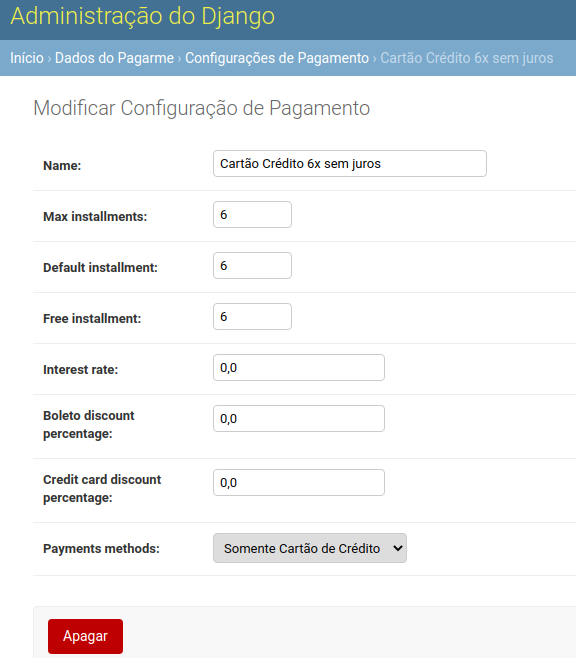 Administração do Django
Início › Dados do Pagarme › Configurações de Pagamento › Cartão Crédito 6x sem juros
Modificar Configuração de Pagamento
Name: Cartão Crédito 6x sem juros
Max installments: 6
Default installment: 6
Free installment: 6
Interest rate: 0,0
Boleto discount
percentage: 0,0
Credit card discount
percentage: 0,0
Payments methods: Somente Cartão de Crédito
Apagar